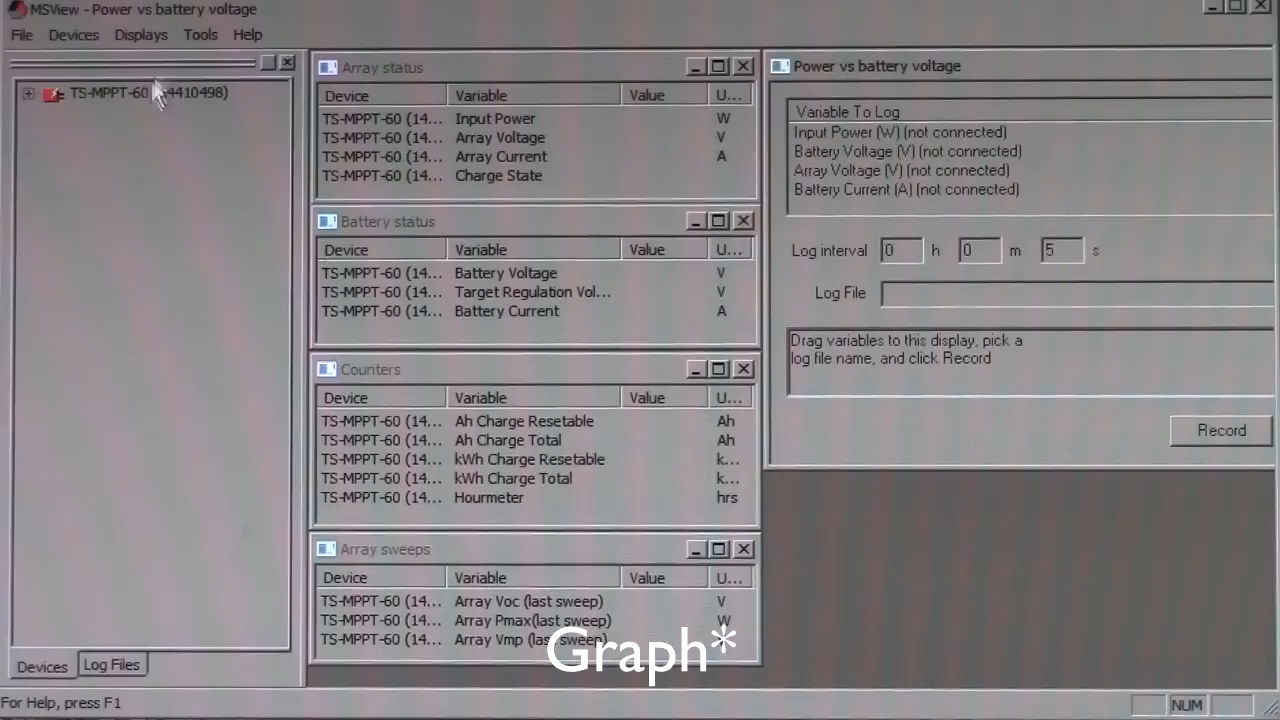 MSView - Power vs battery voltage
File Devices Displays Tools Help
TS-MPPT-60
4410498)
Devices
Log Files
Array status
Device Variable Value U...
TS-MPPT-60 (14... Input Power W
TS-MPPT-60 (14... Array Voltage V
TS-MPPT-60 (14... Array Current A
TS-MPPT-60 (14... Charge State
Battery status
Device Variable Value U...
TS-MPPT-60 (14... Battery Voltage V
TS-MPPT-60 (14... Target Regulation Vol... V
TS-MPPT-60 (14... Battery Current A
Counters
Device Variable Value U...
TS-MPPT-60 (14... Ah Charge Resetable Ah
TS-MPPT-60 (14... Ah Charge Total Ah
TS-MPPT-60 (14... kWh Charge Resetable k...
TS-MPPT-60 (14... kWh Charge Total k...
TS-MPPT-60 (14... Hourmeter hrs
Array sweeps
Device Variable Value U...
TS-MPPT-60 (14... Array Voc (last sweep) V
TS-MPPT-60 (14... Array Pmax(last sweep) W
TS-MPPT-60 (14... Array Vmp (last sweep)
Graph*
Power vs battery voltage
Variable To Log
Input Power (W) (not connected)
Battery Voltage (V) (not connected)
Array Voltage (V) (not connected)
Battery Current (A) (not connected)
Log interval 0 h 0 m 5 s
Log File
Drag variables to this display, pick a
log file name, and click Record
Record
For Help, press F1
NUM